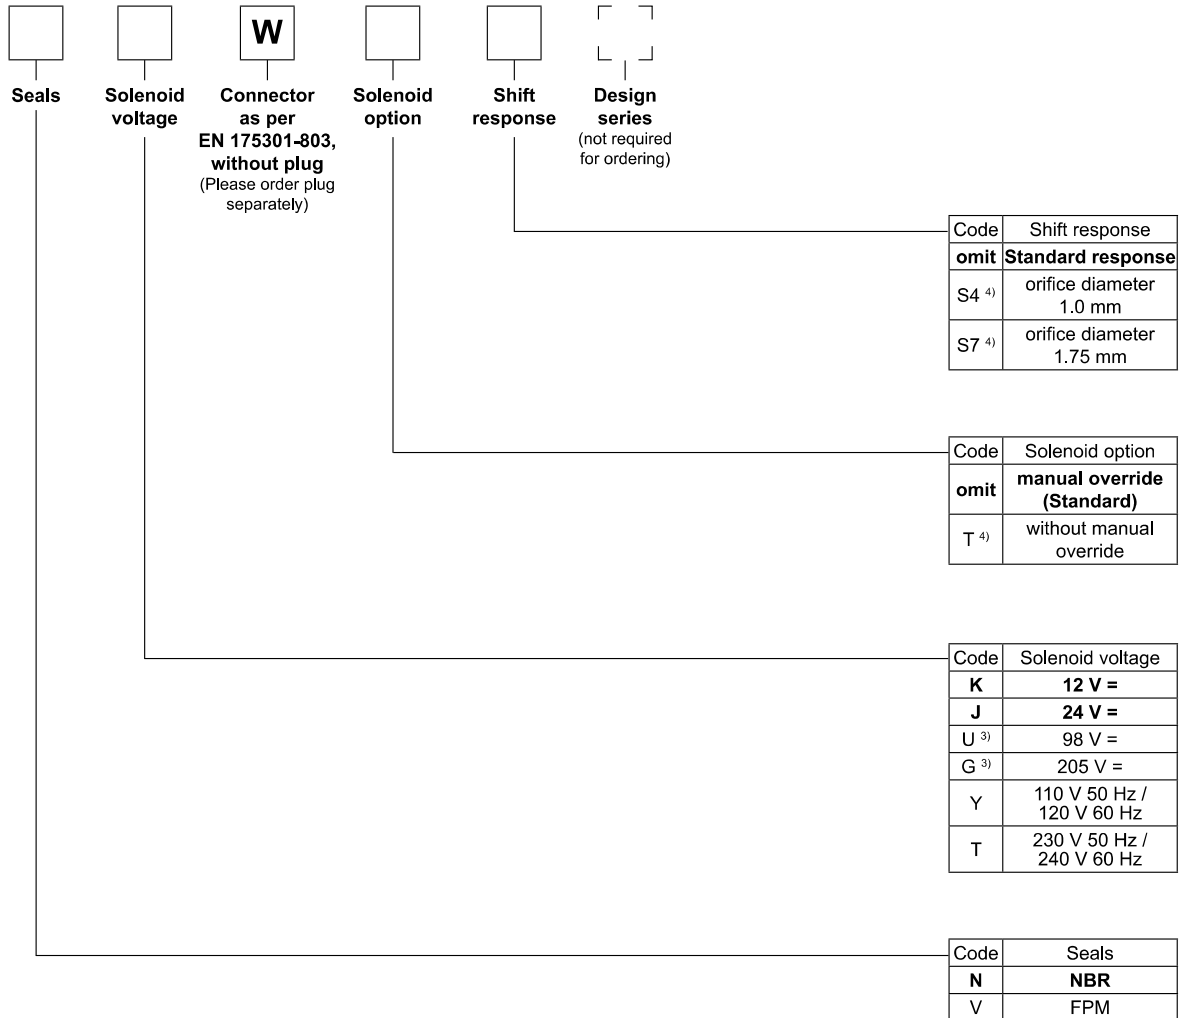 W
Seals
Solenoid
voltage
Connector
as per
EN 175301-803,
without plug
(Please order plug
separately)
Solenoid
option
Shift
response
Design
series
(not required
for ordering)
Code Shift response
omit Standard response
S4 4) orifice diameter
1.0 mm
S7 4) orifice diameter
1.75 mm
Code Solenoid option
omit manual override
(Standard)
T 4) without manual
override
Code Solenoid voltage
K 12 V =
J 24 V =
U 3) 98 V =
G 3) 205 V =
Y 110 V 50 Hz /
120 V 60 Hz
T 230 V 50 Hz /
240 V 60 Hz
Code Seals
N NBR
V FPM